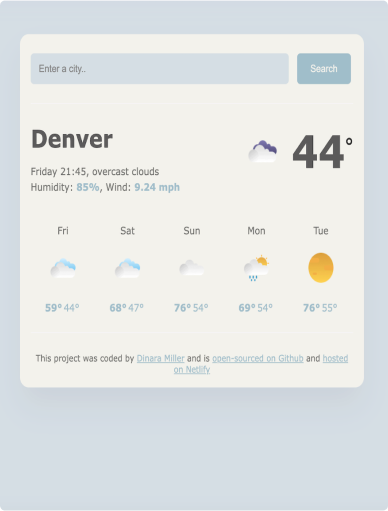 Enter a city..
Search
Denver
44°
Friday 21:45, overcast clouds
Humidity: 85%, Wind: 9.24 mph
Fri Sat Sun Mon Tue
59° 44° 68° 47° 76° 54° 69° 54° 76° 55°
This project was coded by Dinara Miller and is open-sourced on Github and hosted
on Netlify